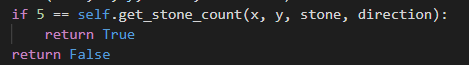 if 5 == self.get_stone_count(x, y, stone, direction):
    return True
return False